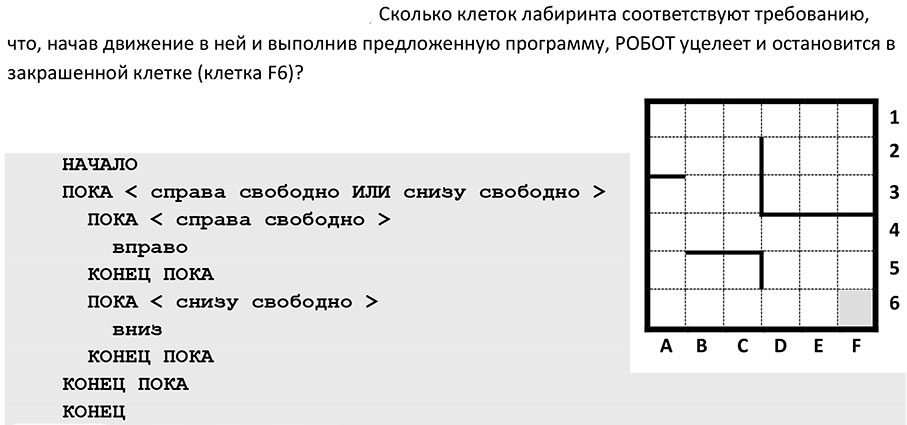 Сколько клеток лабиринта соответствуют требованию,
что, начав движение в ней и выполнив предложенную программу, РОБОТ уцелеет и остановится в
закрашенной клетке (клетка F6)?
НАЧАЛО
ПОКА < справа свободно ИЛИ снизу свободно >
ПОКА < справа свободно >
вправо
КОНЕЦ ПОКА
ПОКА < снизу свободно >
вниз
КОНЕЦ ПОКА
КОНЕЦ ПОКА
КОНЕЦ
1
2
3
4
5
6
A B C D E F